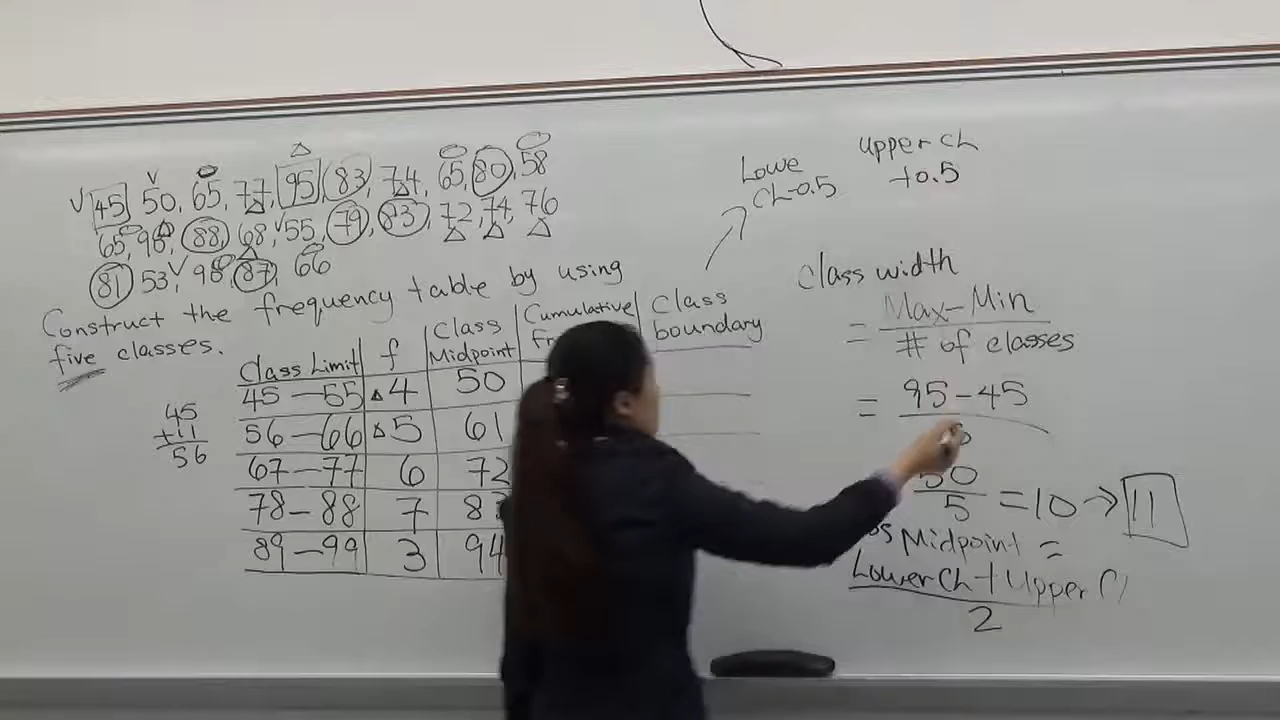 45, 50, 65, 77, 95, 83, 74, 65, 80, 58
65, 88, 68, 55, 79, 83, 72, 74, 76
81, 53, 98, 87, 66
Construct the frequency table by using
five classes.
45
+11
56
Class Limit f Class Midpoint Cumulative Class boundary
45-55 4 50
56-66 5 61
67-77 6 72
78-88 7
89-99 3 94
Lowe
CL-0.5
upper CL
+0.5
Class width
= Max-Min
# of classes
= 95-45
50
5
= 10 → 11
Midpoint =
Lower CL + Upper
2